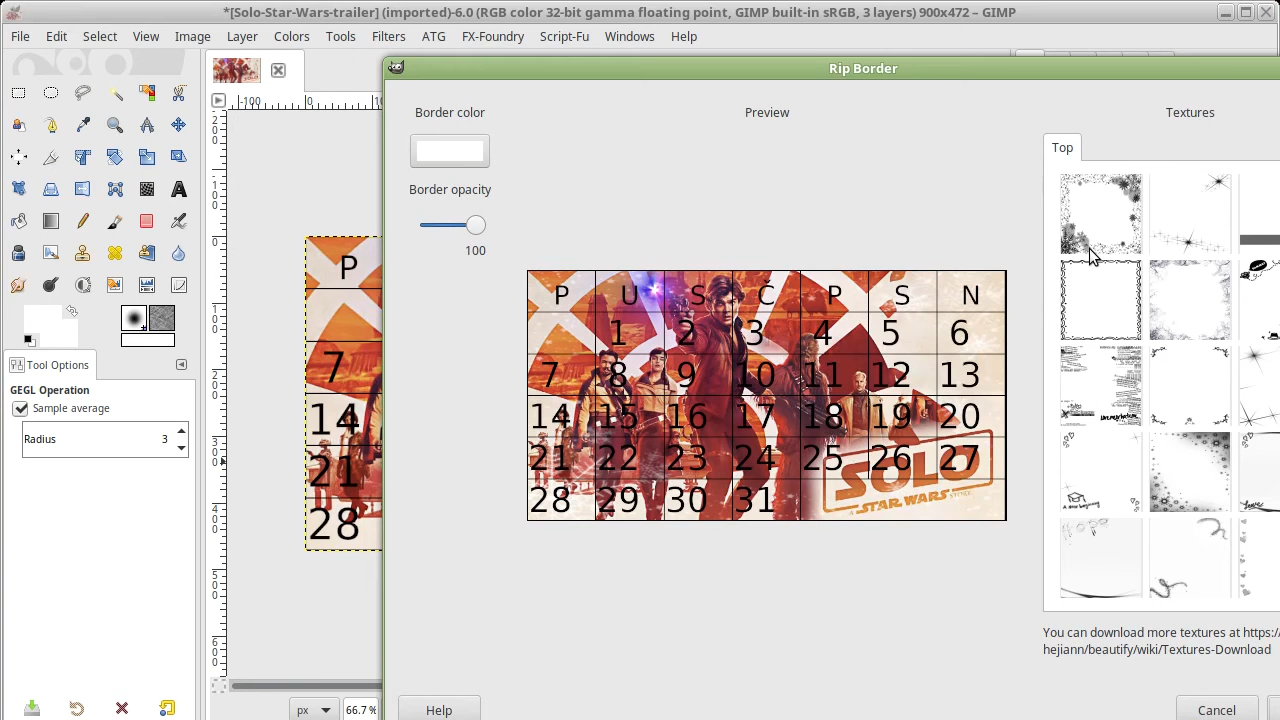 *[Solo-Star-Wars-trailer] (imported)-6.0 (RGB color 32-bit gamma floating point, GIMP built-in sRGB, 3 layers) 900x472 – GIMP
File Edit Select View Image Layer Colors Tools Filters ATG FX-Foundry Script-Fu Windows Help
Rip Border
-100 0
Border color
Preview
Textures
Top
Border opacity
100
P
7
14
21
28
P U S Č P S N
1 2 3 4 5 6
7 8 9 10 11 12 13
14 15 16 17 18 19 20
21 22 23 24 25 26 27
28 29 30 31
SOLO
A STAR WARS STORY
Tool Options
GEGL Operation
Sample average
Radius 3
You can download more textures at https:/
hejiann/beautify/wiki/Textures-Download
px 66.7 %
Help
Cancel